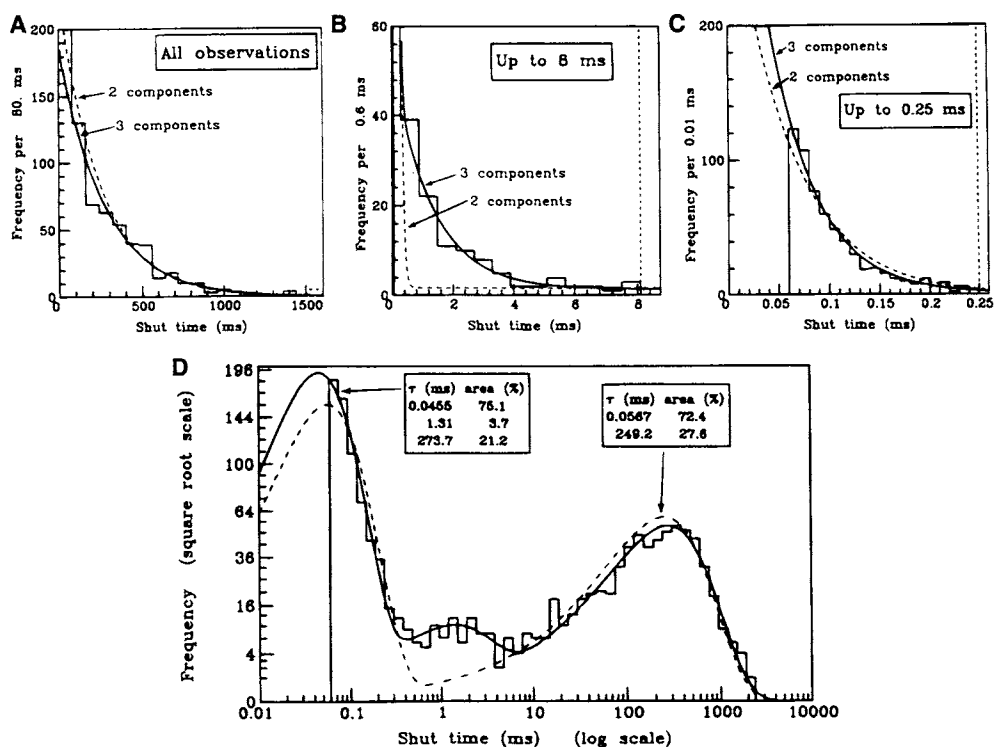 A
200
150
100
50
0
Frequency per 80. ms
All observations
2 components
3 components
500
1000
1500
Shut time (ms)
B
60
40
20
0
Frequency per 0.6 ms
Up to 8 ms
3 components
2 components
0
2
4
6
8
Shut time (ms)
C
200
100
0
Frequency per 0.01 ms
3 components
2 components
Up to 0.25 ms
0
0.05
0.1
0.15
0.2
0.25
Shut time (ms)
D
196
144
100
64
36
16
4
0
Frequency (square root scale)
τ (ms) area (%)
0.0455 75.1
1.31 3.7
273.7 21.2
τ (ms) area (%)
0.0567 72.4
249.2 27.6
0.01
0.1
1
10
100
1000
10000
Shut time (ms) (log scale)